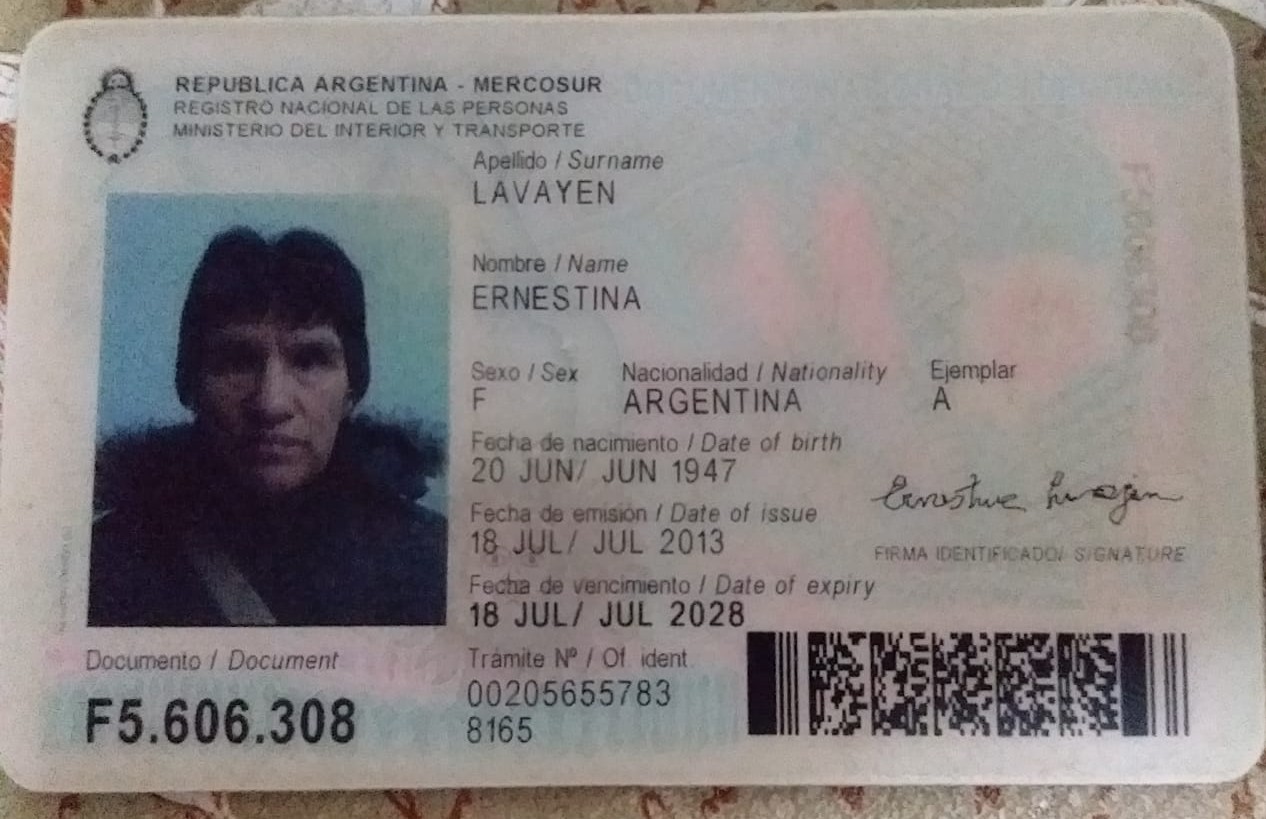 REPUBLICA ARGENTINA - MERCOSUR
REGISTRO NACIONAL DE LAS PERSONAS
MINISTERIO DEL INTERIOR Y TRANSPORTE
Apellido / Surname
LAVAYEN
Nombre / Name
ERNESTINA
Sexo / Sex Nacionalidad / Nationality Ejemplar
F ARGENTINA A
Fecha de nacimiento / Date of birth
20 JUN/ JUN 1947
Fecha de emisión / Date of issue
18 JUL/ JUL 2013
Ernestina Lavayen
FIRMA IDENTIFICADO/ SIGNATURE
Fecha de vencimiento / Date of expiry
18 JUL/ JUL 2028
Documento / Document
F5.606.308
Trámite Nº / Of. ident.
00205655783
8165